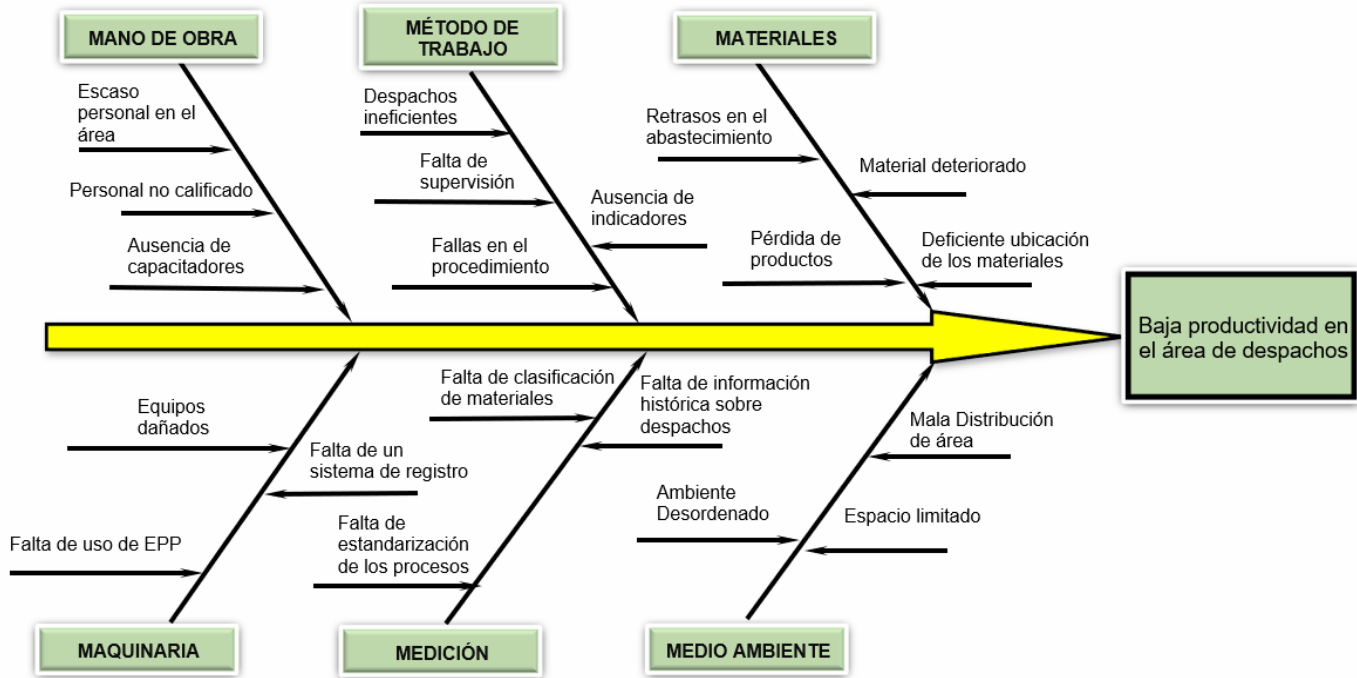 MANO DE OBRA
MÉTODO DE
TRABAJO
MATERIALES
Escaso
personal en el
área
Personal no calificado
Ausencia de
capacitadores
Despachos
ineficientes
Falta de
supervisión
Ausencia de
indicadores
Fallas en el
procedimiento
Retrasos en el
abastecimiento
Material deteriorado
Pérdida de
productos
Deficiente ubicación
de los materiales
Baja productividad en
el área de despachos
Equipos
dañados
Falta de un
sistema de registro
Falta de uso de EPP
Falta de clasificación
de materiales
Falta de información
histórica sobre
despachos
Falta de
estandarización
de los procesos
Mala Distribución
de área
Ambiente
Desordenado
Espacio limitado
MAQUINARIA
MEDICIÓN
MEDIO AMBIENTE